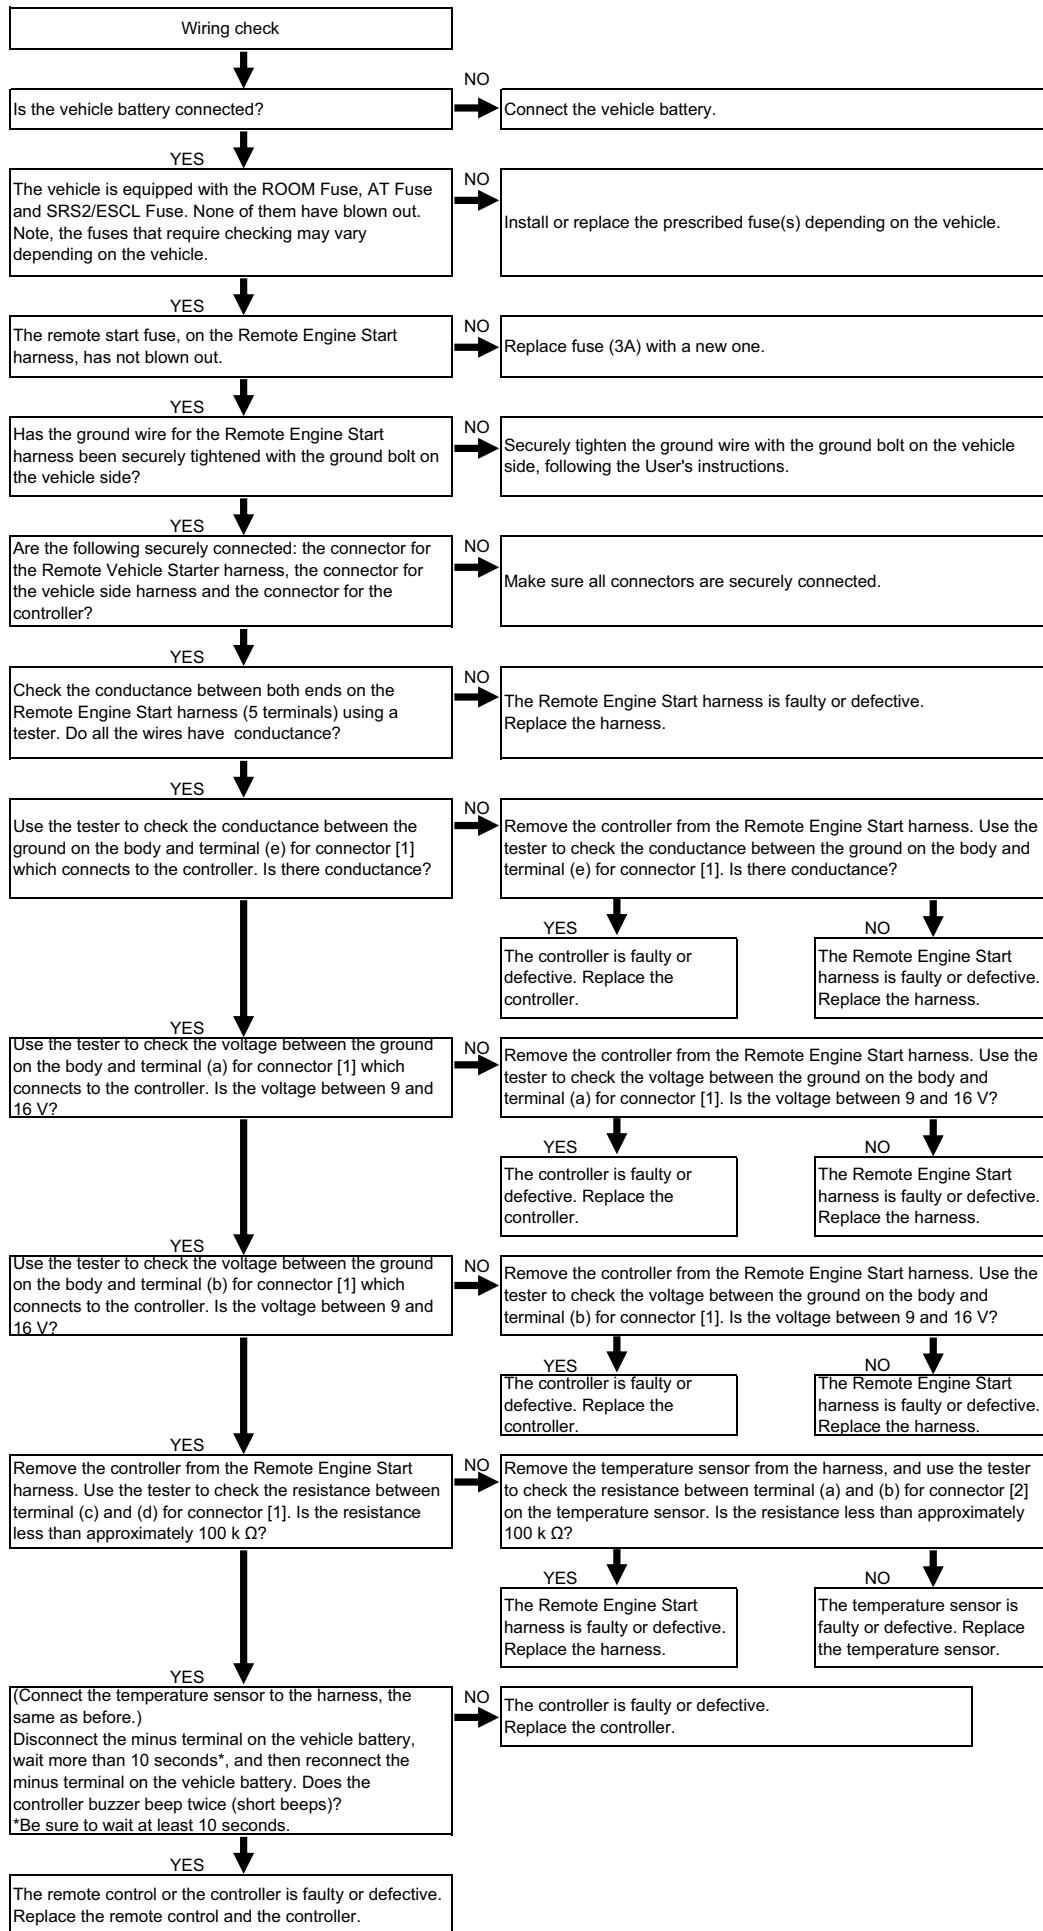 Wiring check
NO
Is the vehicle battery connected?
Connect the vehicle battery.
YES
NO
The vehicle is equipped with the ROOM Fuse, AT Fuse
and SRS2/ESCL Fuse. None of them have blown out.
Note, the fuses that require checking may vary
depending on the vehicle.
Install or replace the prescribed fuse(s) depending on the vehicle.
YES
NO
The remote start fuse, on the Remote Engine Start
harness, has not blown out.
Replace fuse (3A) with a new one.
YES
NO
Has the ground wire for the Remote Engine Start
harness been securely tightened with the ground bolt on
the vehicle side?
Securely tighten the ground wire with the ground bolt on the vehicle
side, following the User's instructions.
YES
NO
Are the following securely connected: the connector for
the Remote Vehicle Starter harness, the connector for
the vehicle side harness and the connector for the
controller?
Make sure all connectors are securely connected.
YES
NO
Check the conductance between both ends on the
Remote Engine Start harness (5 terminals) using a
tester. Do all the wires have  conductance?
The Remote Engine Start harness is faulty or defective.
Replace the harness.
YES
NO
Use the tester to check the conductance between the
ground on the body and terminal (e) for connector [1]
which connects to the controller. Is there conductance?
Remove the controller from the Remote Engine Start harness. Use the
tester to check the conductance between the ground on the body and
terminal (e) for connector [1]. Is there conductance?
YES
NO
The controller is faulty or
defective. Replace the
controller.
The Remote Engine Start
harness is faulty or defective.
Replace the harness.
YES
NO
Use the tester to check the voltage between the ground
on the body and terminal (a) for connector [1] which
connects to the controller. Is the voltage between 9 and
16 V?
Remove the controller from the Remote Engine Start harness. Use the
tester to check the voltage between the ground on the body and
terminal (a) for connector [1]. Is the voltage between 9 and 16 V?
YES
NO
The controller is faulty or
defective. Replace the
controller.
The Remote Engine Start
harness is faulty or defective.
Replace the harness.
YES
NO
Use the tester to check the voltage between the ground
on the body and terminal (b) for connector [1] which
connects to the controller. Is the voltage between 9 and
16 V?
Remove the controller from the Remote Engine Start harness. Use the
tester to check the voltage between the ground on the body and
terminal (b) for connector [1]. Is the voltage between 9 and 16 V?
YES
NO
The controller is faulty or
defective. Replace the
controller.
The Remote Engine Start
harness is faulty or defective.
Replace the harness.
YES
NO
Remove the controller from the Remote Engine Start
harness. Use the tester to check the resistance between
terminal (c) and (d) for connector [1]. Is the resistance
less than approximately 100 k Ω?
Remove the temperature sensor from the harness, and use the tester
to check the resistance between terminal (a) and (b) for connector [2]
on the temperature sensor. Is the resistance less than approximately
100 k Ω?
YES
NO
The Remote Engine Start
harness is faulty or defective.
Replace the harness.
The temperature sensor is
faulty or defective. Replace
the temperature sensor.
YES
NO
(Connect the temperature sensor to the harness, the
same as before.)
Disconnect the minus terminal on the vehicle battery,
wait more than 10 seconds*, and then reconnect the
minus terminal on the vehicle battery. Does the
controller buzzer beep twice (short beeps)?
*Be sure to wait at least 10 seconds.
The controller is faulty or defective.
Replace the controller.
YES
The remote control or the controller is faulty or defective.
Replace the remote control and the controller.